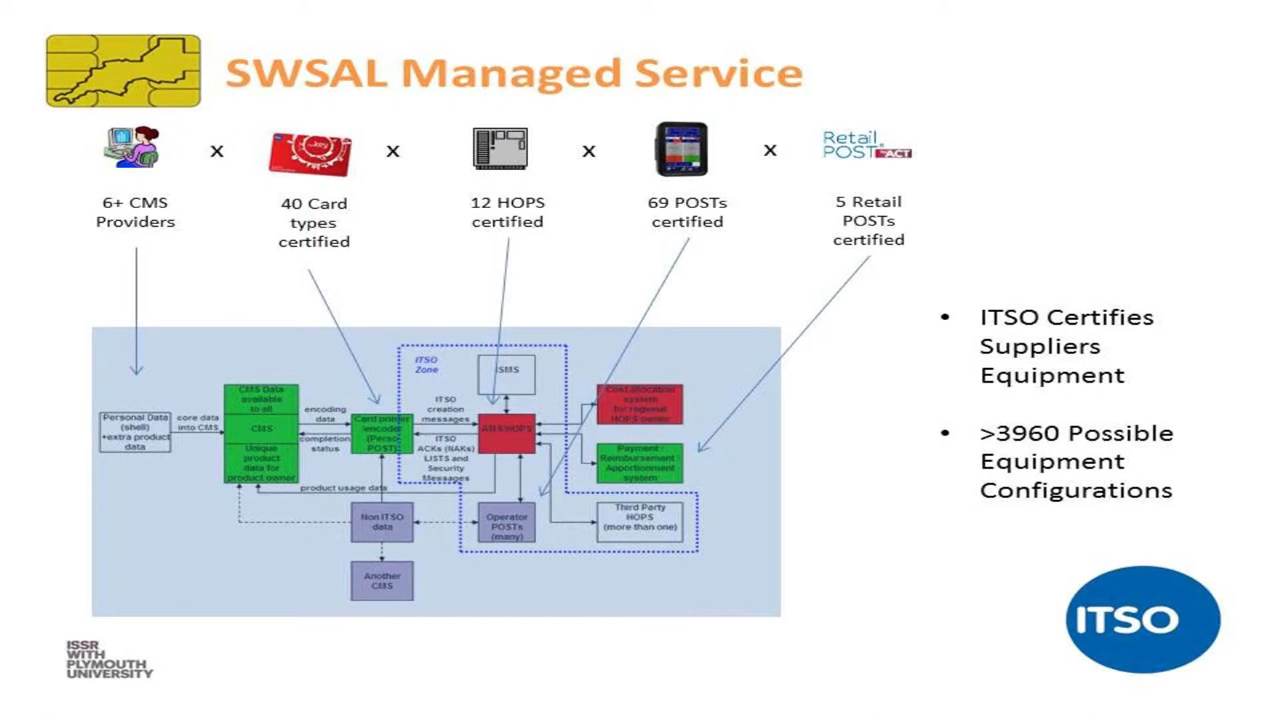 SWSAL Managed Service
x
key
x
x
x
Retail
POST
ACT
6+ CMS
Providers
40 Card
types
certified
12 HOPS
certified
69 POSTs
certified
5 Retail
POSTs
certified
Personal Data
(shell)
+extra product
data
core data
into CMS
CMS Data
available
to all
CMS
Unique
product
data for
product owner
encoding
data
completion
status
Card printer
encoder
(Perso
POST)
ITSO
Zone
ITSO
creation
messages
ITSO
ACKs (NAKs)
LISTS and
Security
Messages
product usage data
ISMS
HOPS
Cost allocation
system
for regional
HOPS owner
Payment -
Reimbursement
Apportionment
system
Non ITSO
data
Operator
POSTs
(many)
Third Party
HOPS
(more than one)
Another
CMS
• ITSO Certifies
Suppliers
Equipment
• >3960 Possible
Equipment
Configurations
ITSO
ISSR
WITH
PLYMOUTH
UNIVERSITY